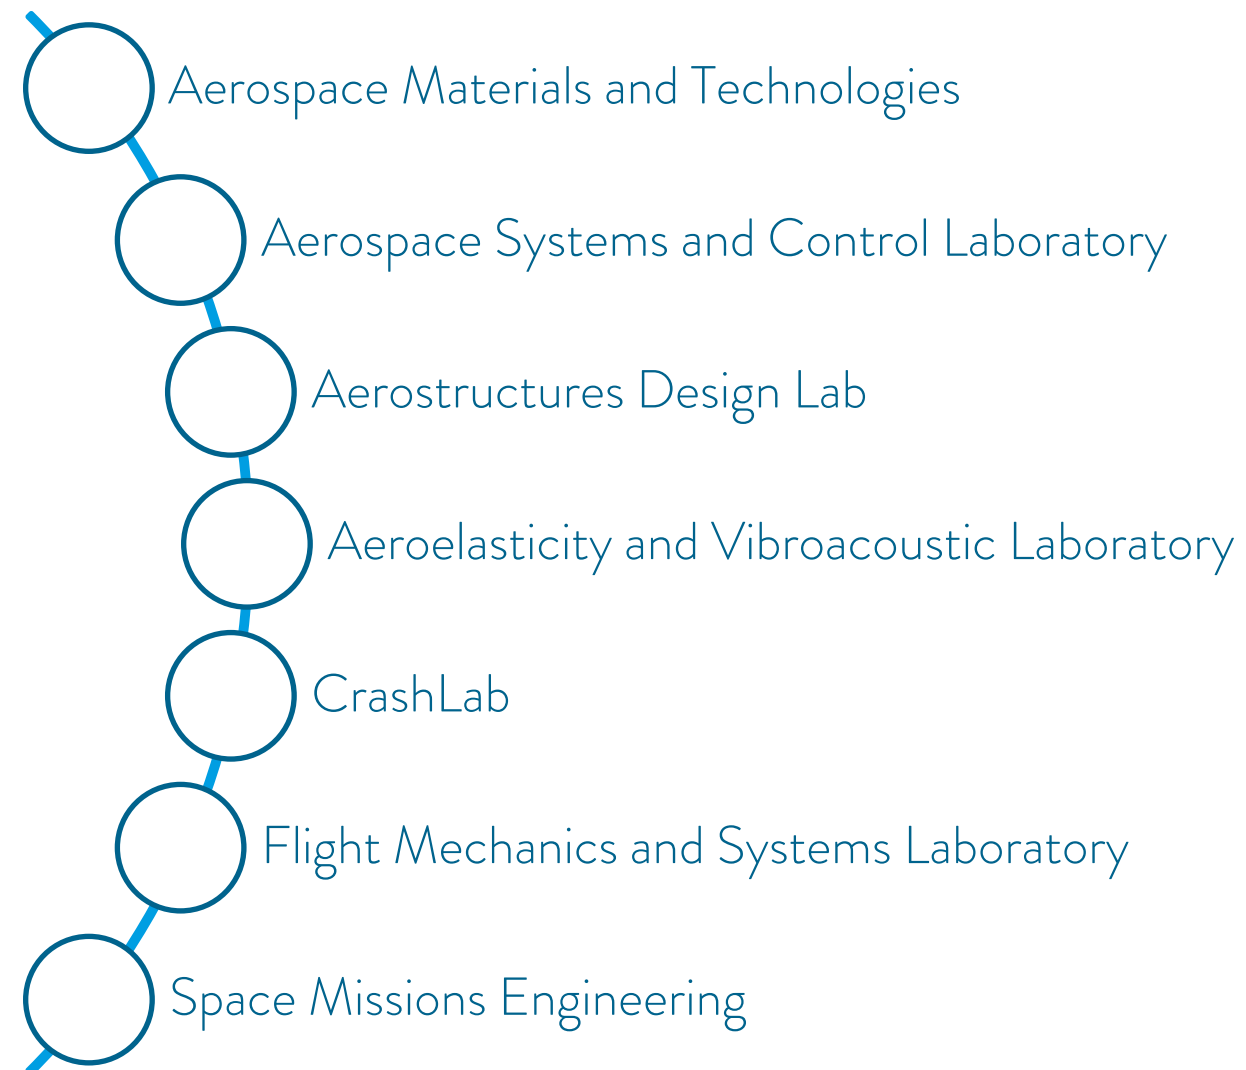 Aerospace Materials and Technologies
Aerospace Systems and Control Laboratory
Aerostructures Design Lab
Aeroelasticity and Vibroacoustic Laboratory
CrashLab
Flight Mechanics and Systems Laboratory
Space Missions Engineering